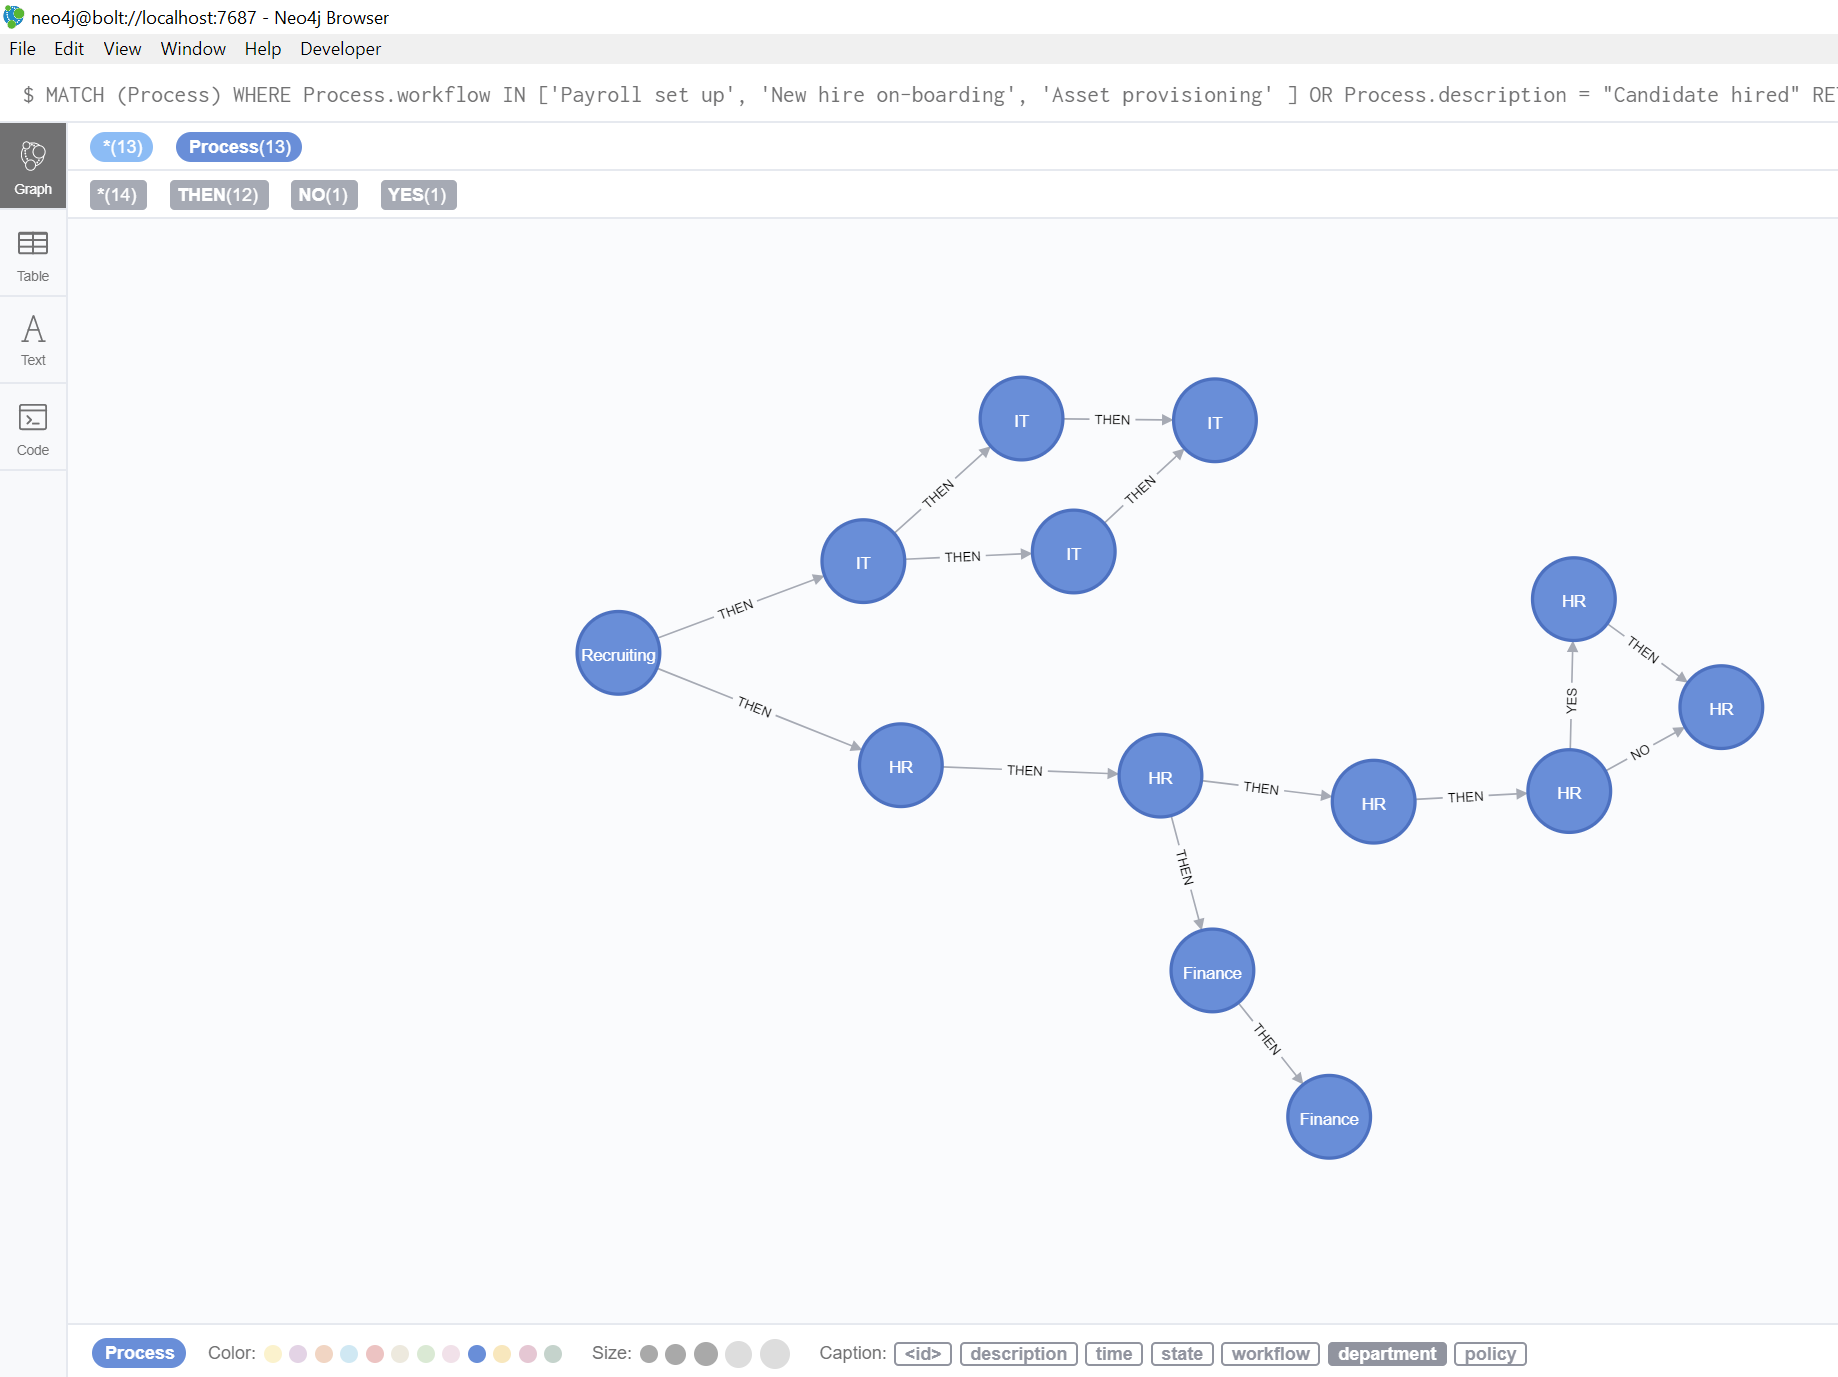 neo4j@bolt://localhost:7687 - Neo4j Browser
File Edit View Window Help Developer
$ MATCH (Process) WHERE Process.workflow IN ['Payroll set up', 'New hire on-boarding', 'Asset provisioning' ] OR Process.description = "Candidate hired" RE
*(13) Process(13)
Graph
*(14) THEN(12) NO(1) YES(1)
Table
Text
Code
IT THEN IT
THEN THEN
IT THEN IT
THEN
HR
Recruiting
THEN
THEN
YES
HR
NO
HR THEN HR THEN HR THEN HR
THEN
Finance
THEN
Finance
Process Color: Size: Caption: <id> description time state workflow department policy